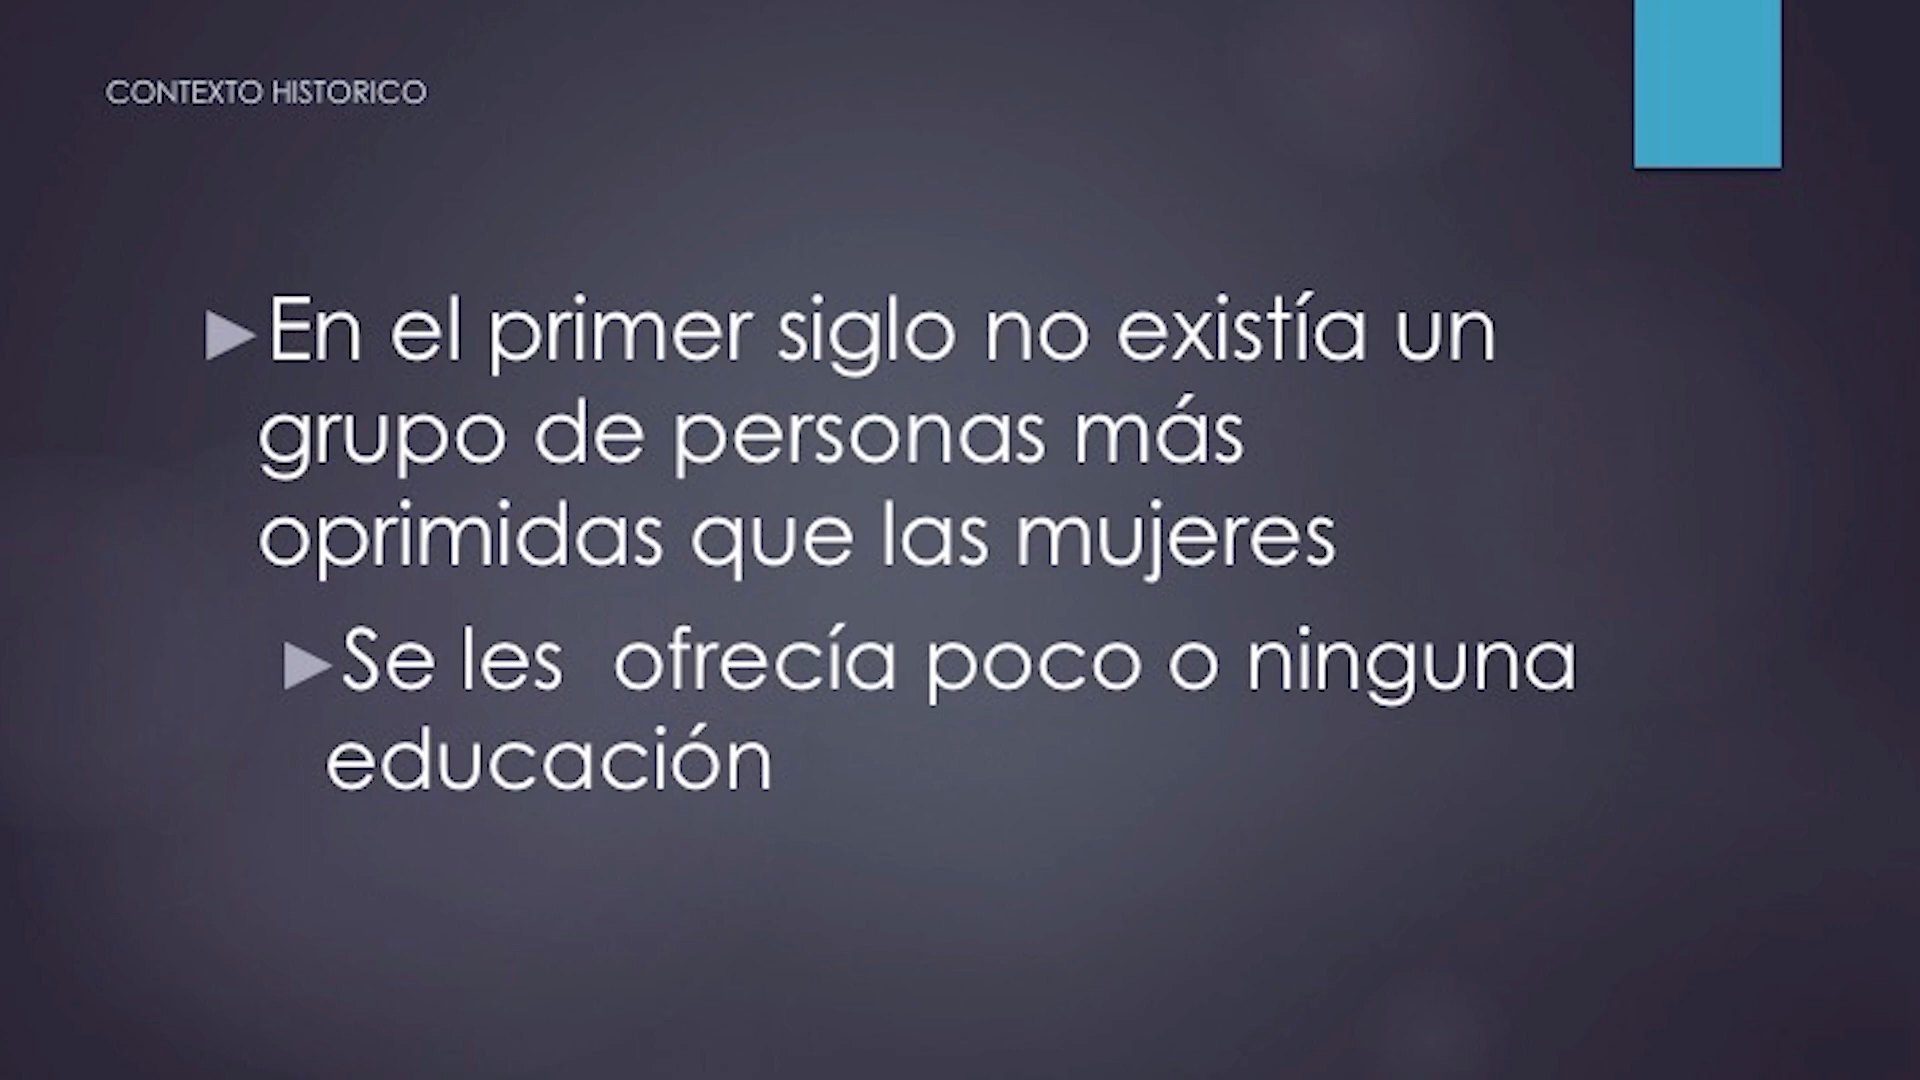 CONTEXTO HISTORICO
En el primer siglo no existía un
grupo de personas más
oprimidas que las mujeres
Se les  ofrecía poco o ninguna
educación